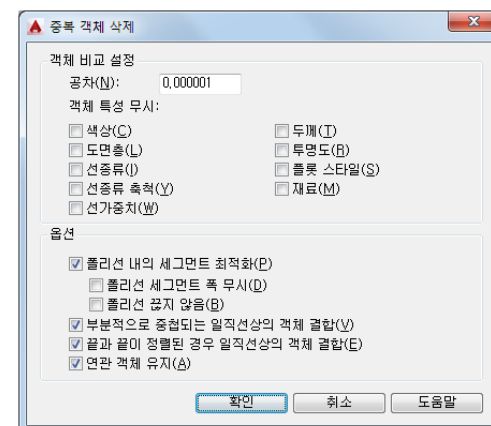 중복 객체 삭제
객체 비교 설정
공차(N): 0,000001
객체 특성 무시:
색상(C) 두께(T)
도면층(L) 투명도(R)
선종류(I) 플롯 스타일(S)
선종류 축척(Y) 재료(M)
선가중치(W)
옵션
폴리선 내의 세그먼트 최적화(P)
폴리선 세그먼트 폭 무시(D)
폴리선 끊지 않음(B)
부분적으로 중첩되는 일직선상의 객체 결합(V)
끝과 끝이 정렬된 경우 일직선상의 객체 결합(E)
연관 객체 유지(A)
확인 취소 도움말